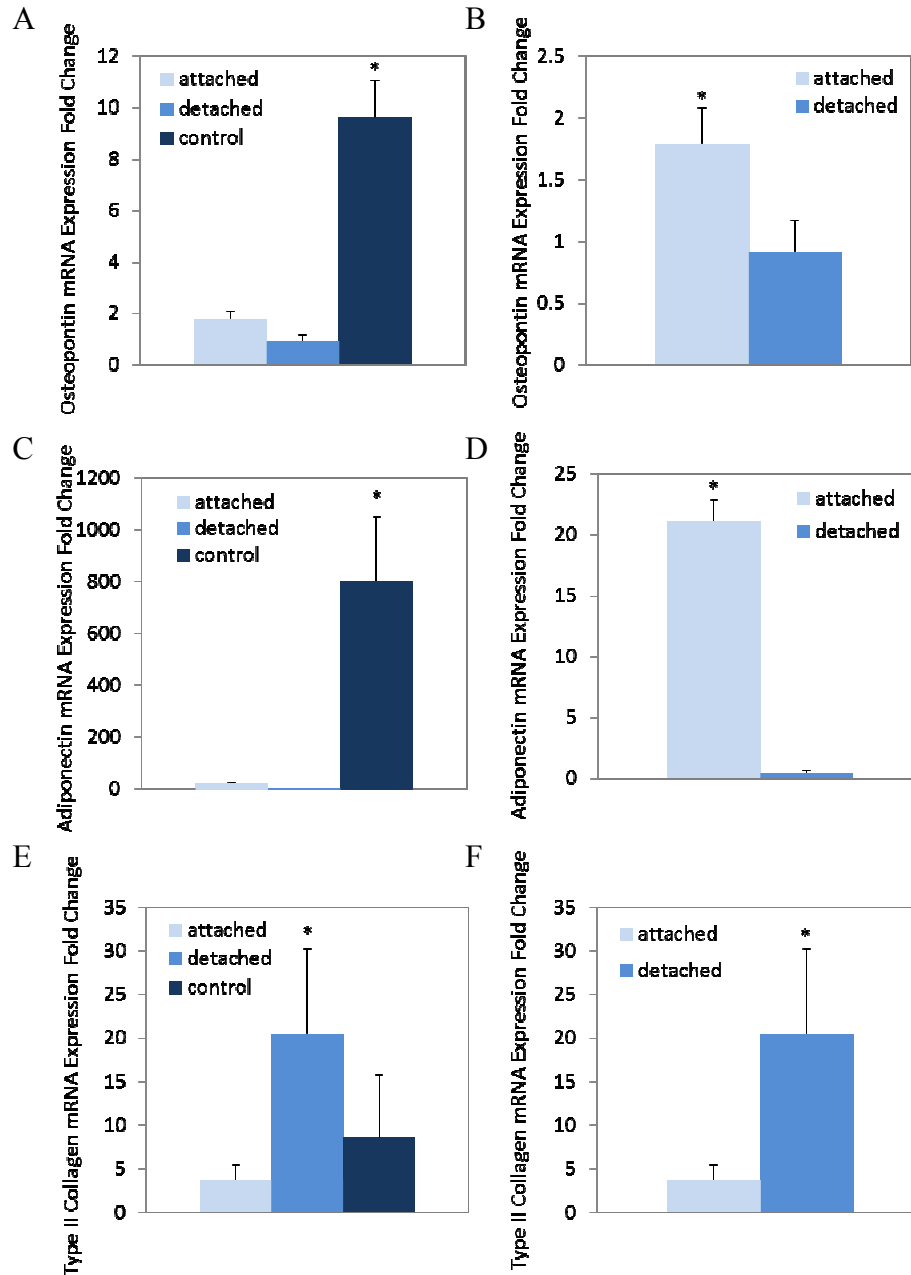 A
Osteopontin mRNA Expression Fold Change
12
10
8
6
4
2
0
attached
detached
control
*
B
Osteopontin mRNA Expression Fold Change
2.5
2
1.5
1
0.5
0
attached
detached
*
C
Adiponectin mRNA Expression Fold Change
1200
1000
800
600
400
200
0
attached
detached
control
*
D
Adiponectin mRNA Expression Fold Change
25
20
15
10
5
0
attached
detached
*
E
Type II Collagen mRNA Expression Fold Change
35
30
25
20
15
10
5
0
attached
detached
control
*
F
Type II Collagen mRNA Expression Fold Change
35
30
25
20
15
10
5
0
attached
detached
*